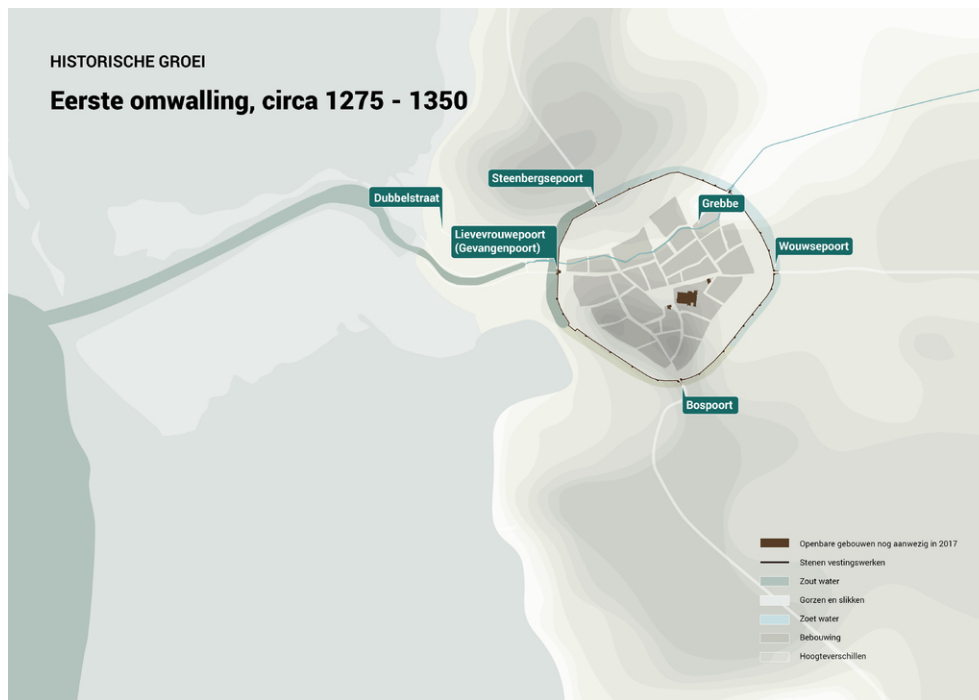 HISTORISCHE GROEI
Eerste omwalling, circa 1275 - 1350
Steenbergsepoort
Dubbelstraat
Grebbe
Lievevrouwepoort
(Gevangenpoort)
Wouwsepoort
Bospoort
Openbare gebouwen nog aanwezig in 2017
Stenen vestingswerken
Zout water
Gorzen en slikken
Zoet water
Bebouwing
Hoogteverschillen